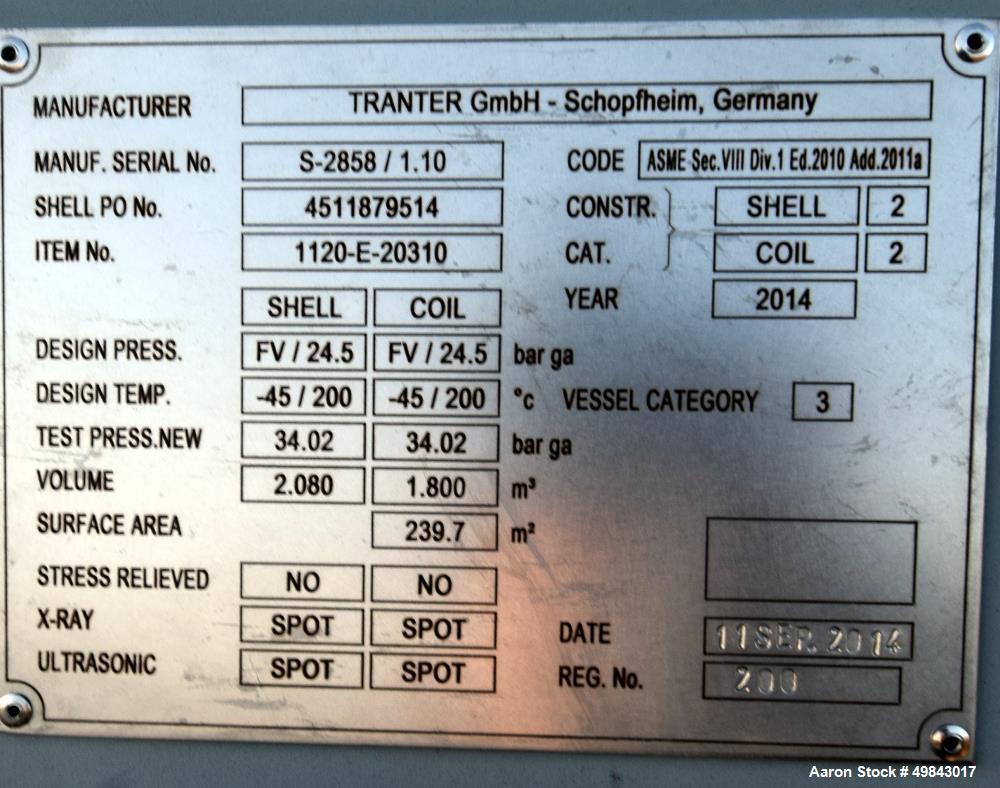 MANUFACTURER TRANTER GmbH - Schopfheim, Germany
MANUF. SERIAL No. S-2858 / 1.10 CODE ASME Sec.VIII Div.1 Ed.2010 Add.2011a
SHELL PO No. 4511879514 CONSTR. SHELL 2
ITEM No. 1120-E-20310 CAT. COIL 2
SHELL COIL YEAR 2014
DESIGN PRESS. FV / 24.5 FV / 24.5 bar ga
DESIGN TEMP. -45 / 200 -45 / 200 °c VESSEL CATEGORY 3
TEST PRESS.NEW 34.02 34.02 bar ga
VOLUME 2.080 1.800 m³
SURFACE AREA 239.7 m²
STRESS RELIEVED NO NO
X-RAY SPOT SPOT DATE 11 SEP. 2014
ULTRASONIC SPOT SPOT REG. No. 200
Aaron Stock # 49843017